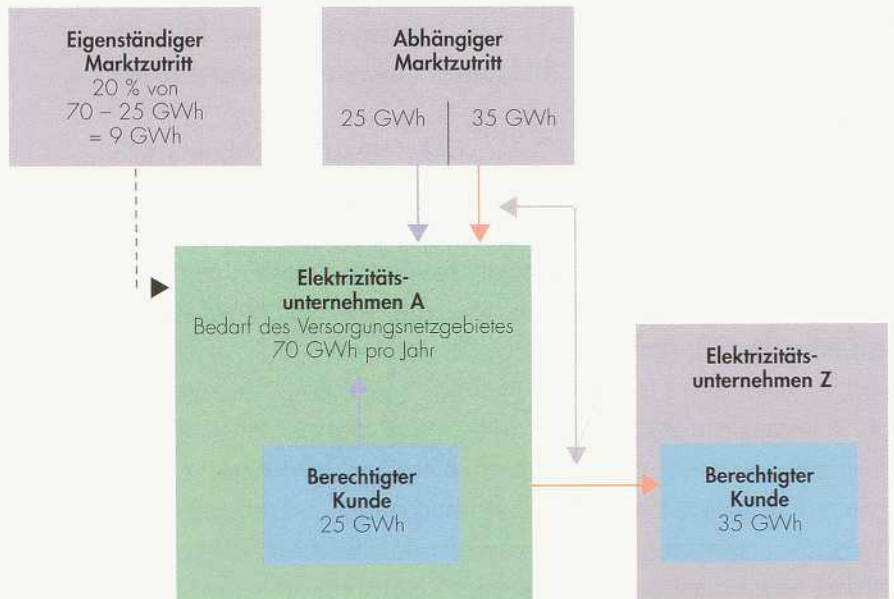 Eigenständiger
Marktzutritt
20 % von
70 – 25 GWh
= 9 GWh
Abhängiger
Marktzutritt
25 GWh
35 GWh
Elektrizitäts-
unternehmen A
Bedarf des Versorgungsnetzgebietes
70 GWh pro Jahr
Berechtigter
Kunde
25 GWh
Elektrizitäts-
unternehmen Z
Berechtigter
Kunde
35 GWh